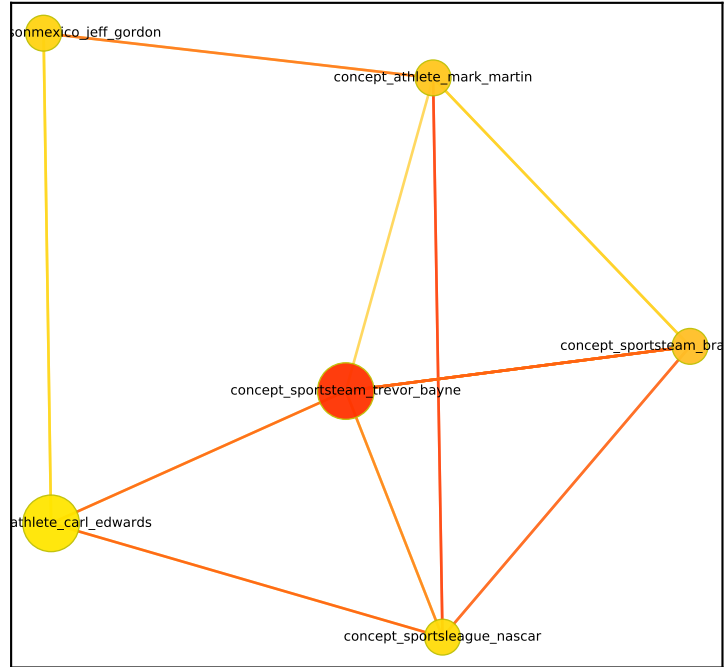 sonmexico_jeff_gordon
concept_athlete_mark_martin
concept_sportsteam_bra
concept_sportsteam_trevor_bayne
athlete_carl_edwards
concept_sportsleague_nascar